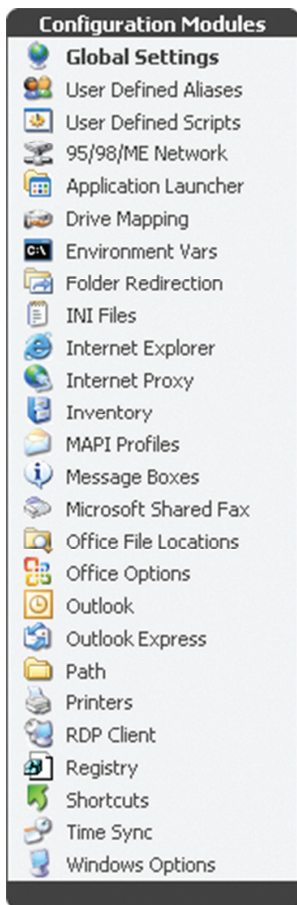 Configuration Modules
Global Settings
User Defined Aliases
User Defined Scripts
95/98/ME Network
Application Launcher
Drive Mapping
C:\ Environment Vars
Folder Redirection
INI Files
Internet Explorer
Internet Proxy
Inventory
MAPI Profiles
Message Boxes
Microsoft Shared Fax
Office File Locations
Office Options
Outlook
Outlook Express
Path
Printers
RDP Client
Registry
Shortcuts
Time Sync
Windows Options